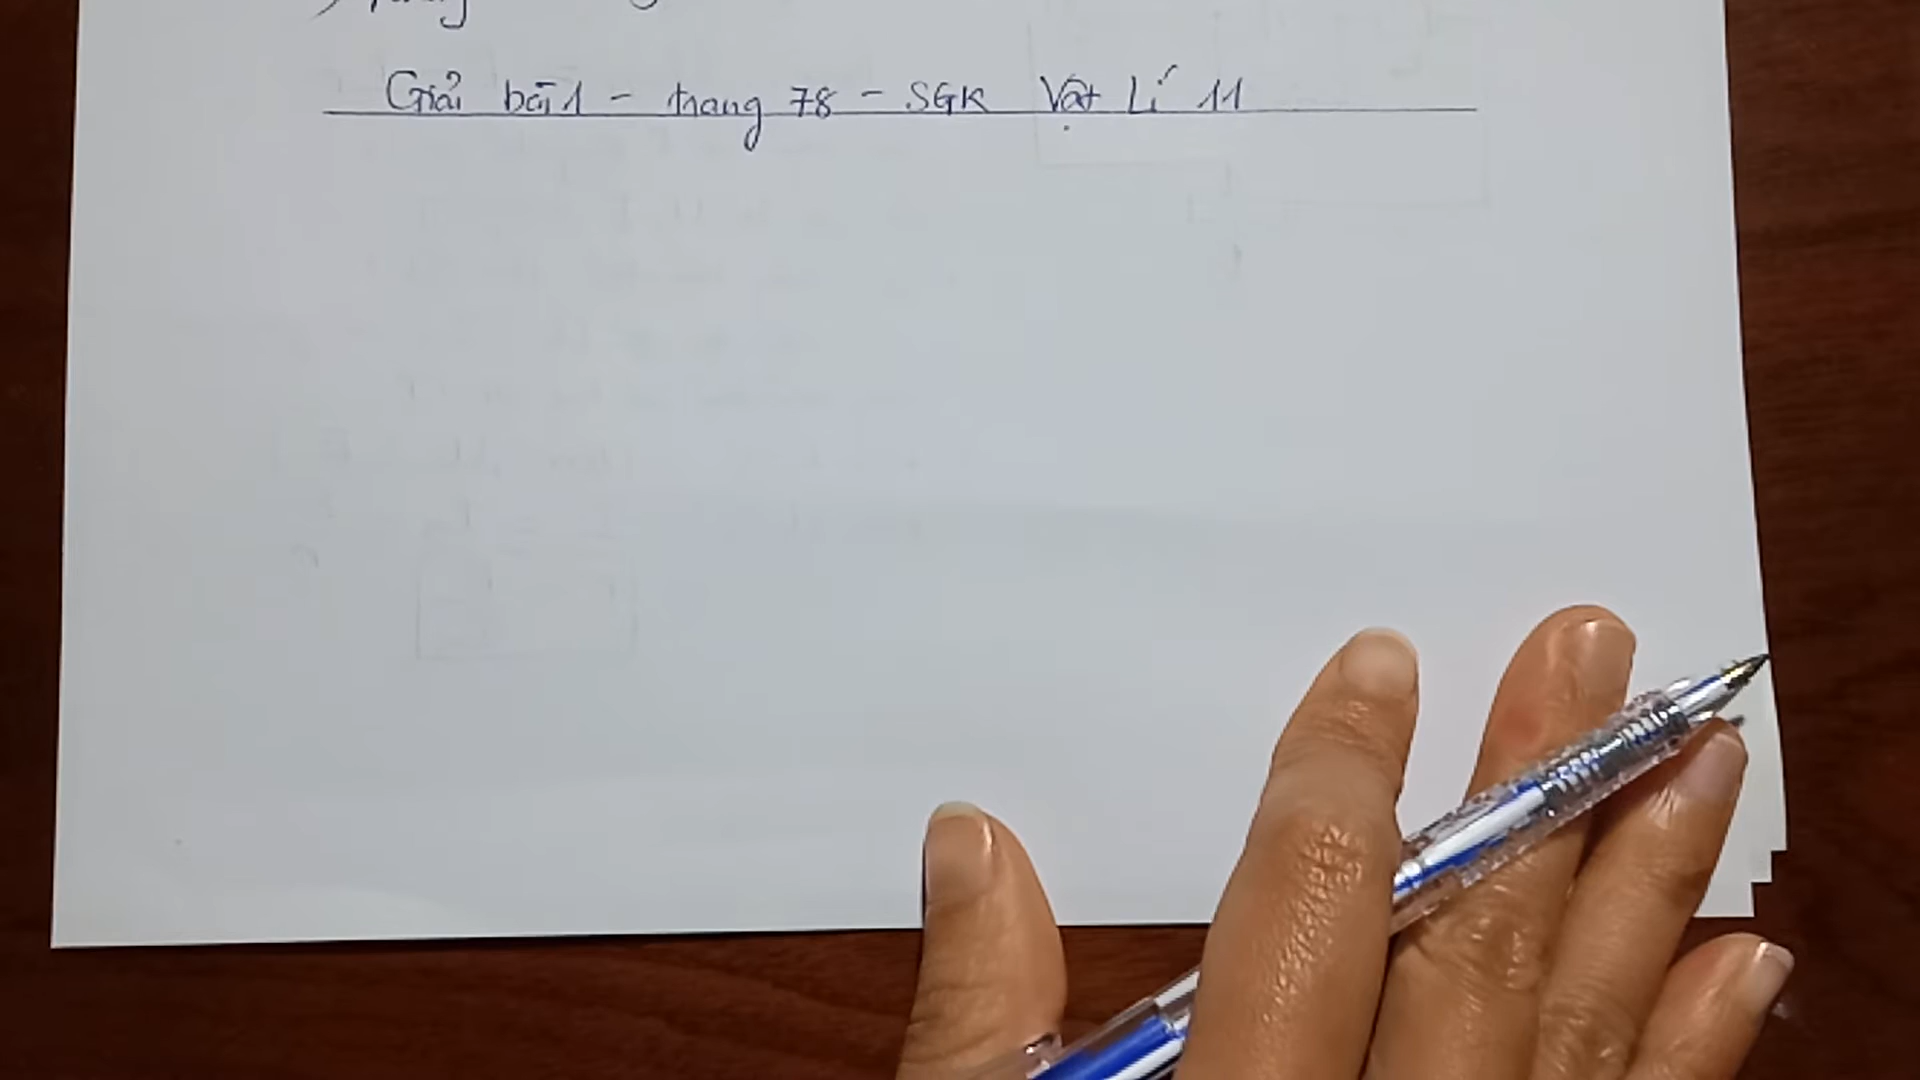 Giải bài 1 - trang 78 - SGK Vật Lí 11